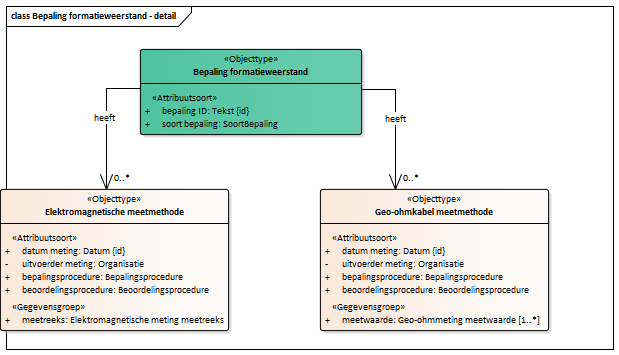 class Bepaling formatieweerstand - detail
«Objecttype»
Bepaling formatieweerstand
«Attribuutsoort»
+ bepaling ID: Tekst {id}
+ soort bepaling: SoortBepaling
heeft
heeft
0..*
0..*
«Objecttype»
Elektromagnetische meetmethode
«Attribuutsoort»
+ datum meting: Datum {id}
- uitvoerder meting: Organisatie
+ bepalingsprocedure: Bepalingsprocedure
+ beoordelingsprocedure: Beoordelingsprocedure
«Gegevensgroep»
+ meetreeks: Elektromagnetische meting meetreeks
«Objecttype»
Geo-ohmkabel meetmethode
«Attribuutsoort»
+ datum meting: Datum {id}
- uitvoerder meting: Organisatie
+ bepalingsprocedure: Bepalingsprocedure
+ beoordelingsprocedure: Beoordelingsprocedure
«Gegevensgroep»
+ meetwaarde: Geo-ohmmeting meetwaarde [1..*]